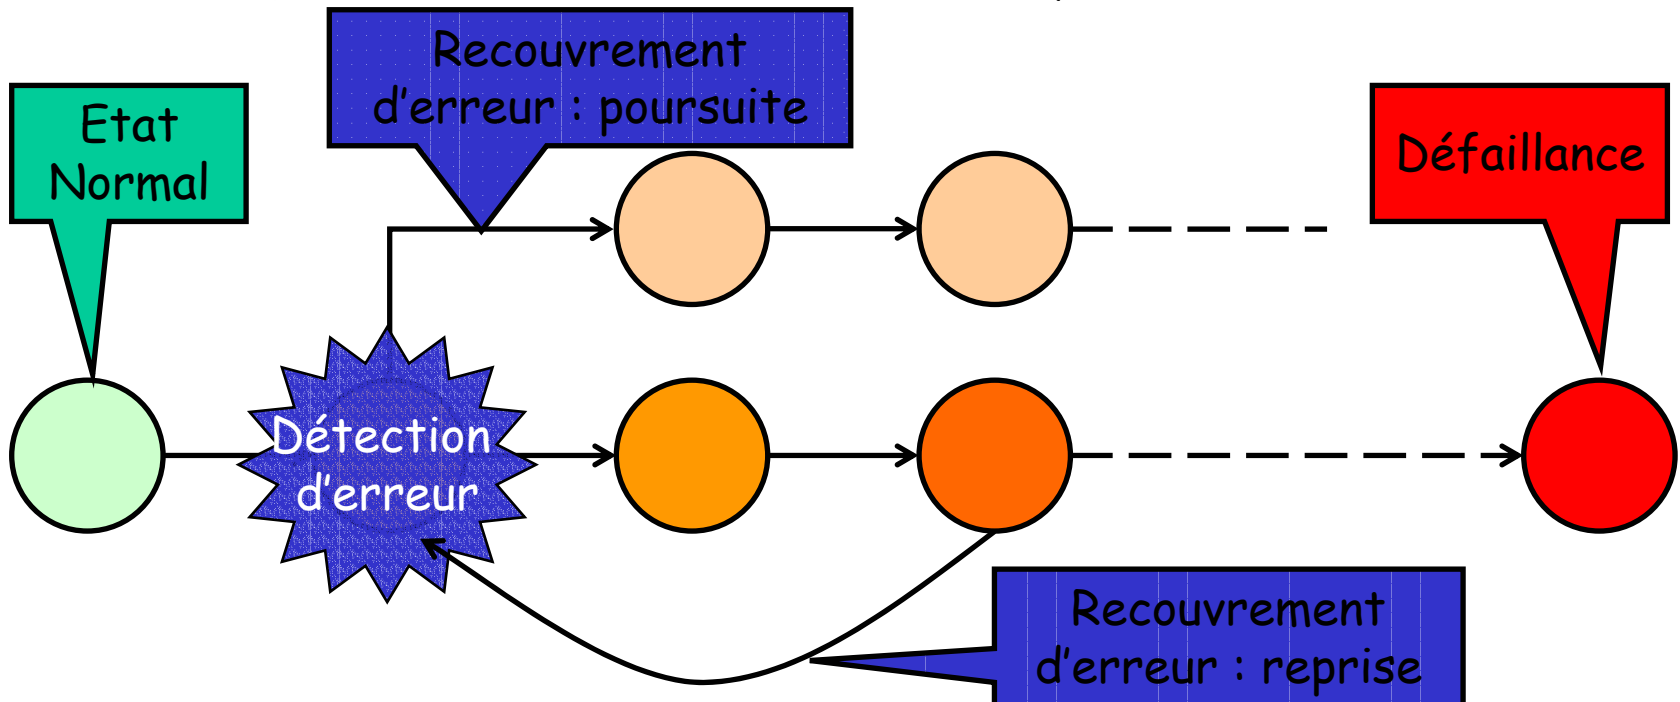 Recouvrement
d'erreur : poursuite
Etat
Normal
Défaillance
Détection
d'erreur
Recouvrement
d'erreur : reprise